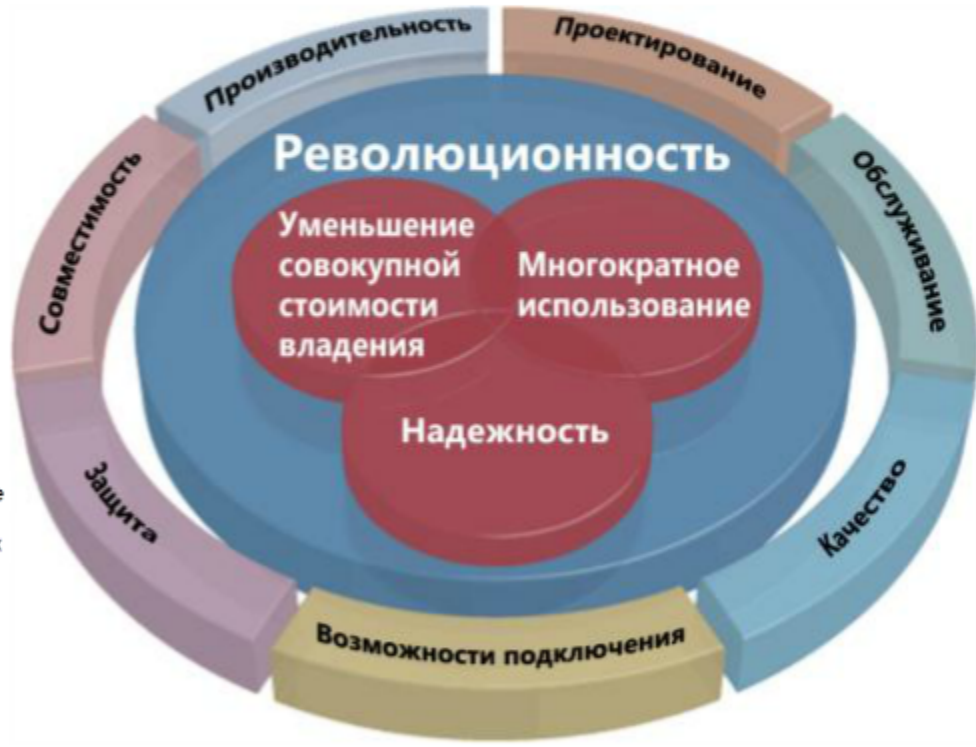 Производительность
Проектирование
Совместимость
Обслуживание
Революционность
Уменьшение
совокупной
стоимости
владения
Многократное
использование
Надежность
Защита
Качество
Возможности подключения
е